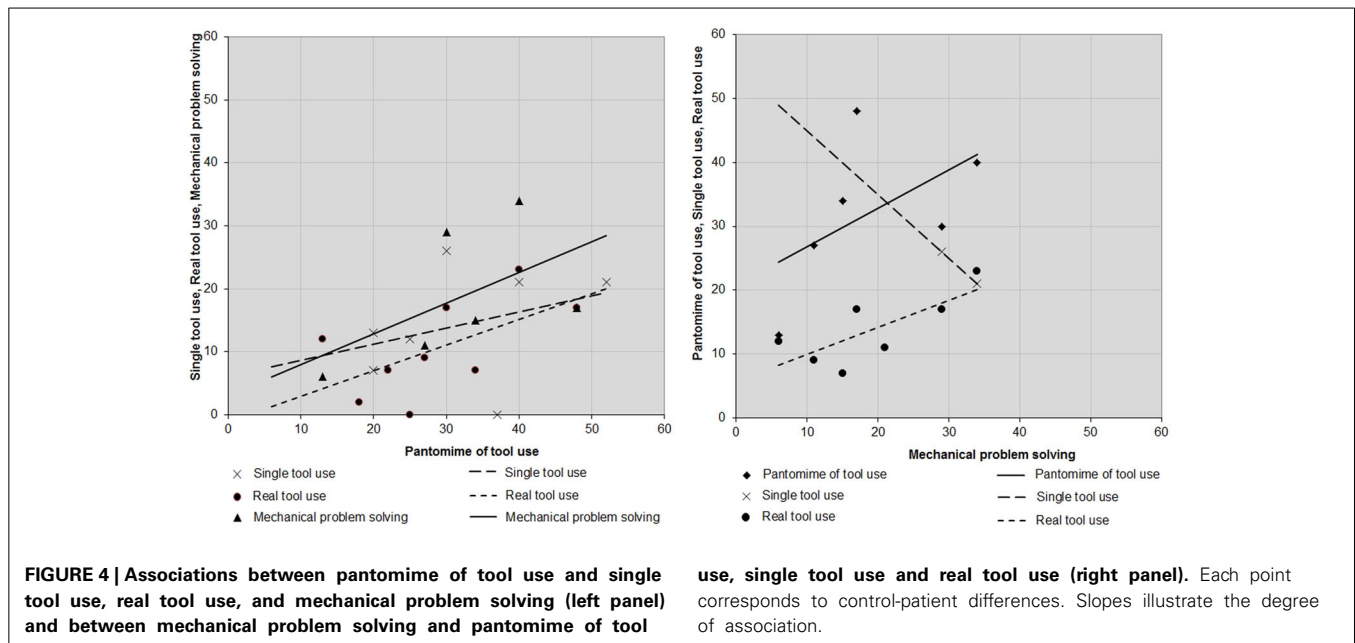 60
50
40
30
20
10
0
Single tool use, Real tool use, Mechanical problem solving
0 10 20 30 40 50 60
Pantomime of tool use
× Single tool use — — Single tool use
● Real tool use - - - - Real tool use
▲ Mechanical problem solving —— Mechanical problem solving
60
50
40
30
20
10
0
Pantomime of tool use, Single tool use, Real tool use
0 10 20 30 40 50 60
Mechanical problem solving
◆ Pantomime of tool use —— Pantomime of tool use
× Single tool use — — Single tool use
● Real tool use - - - - Real tool use
FIGURE 4 | Associations between pantomime of tool use and single
tool use, real tool use, and mechanical problem solving (left panel)
and between mechanical problem solving and pantomime of tool
use, single tool use and real tool use (right panel). Each point
corresponds to control-patient differences. Slopes illustrate the degree
of association.